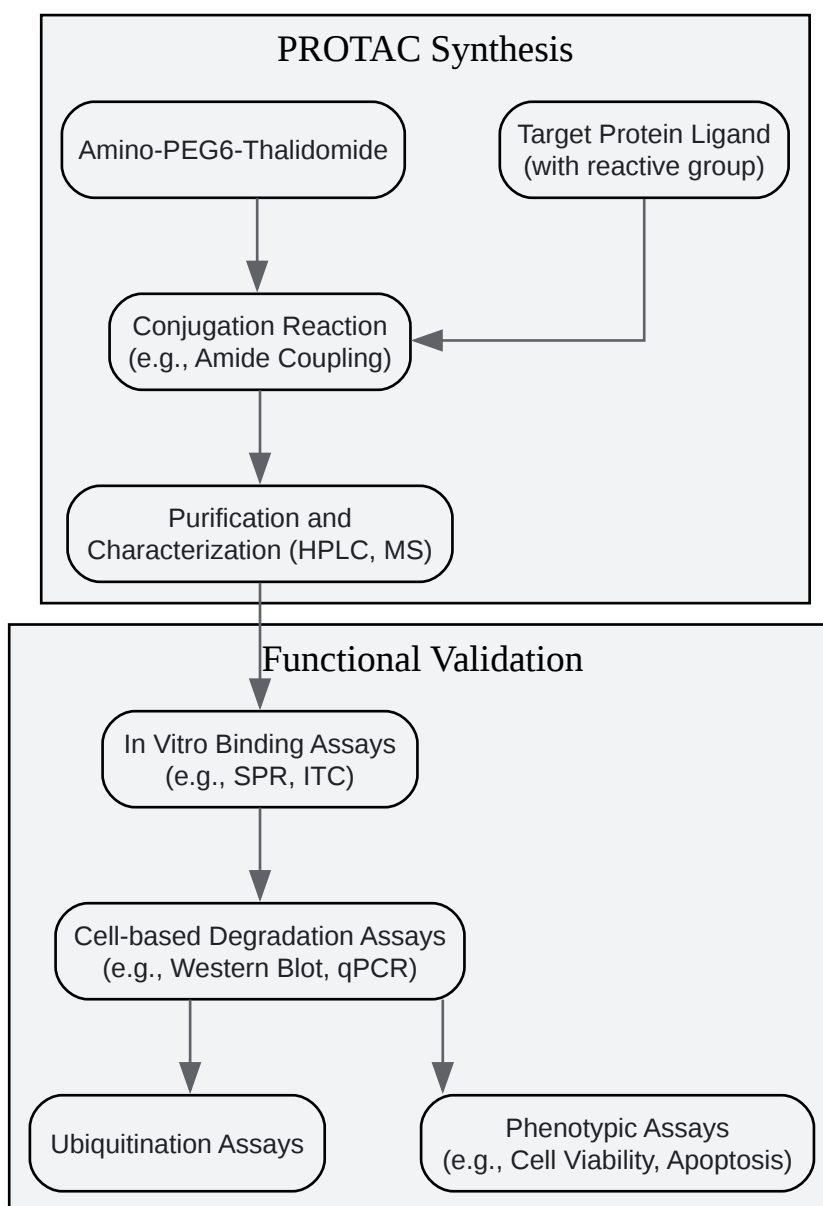 PROTAC Synthesis
Amino-PEG6-Thalidomide
Target Protein Ligand
(with reactive group)
Conjugation Reaction
(e.g., Amide Coupling)
Purification and
Characterization (HPLC, MS)
Functional Validation
In Vitro Binding Assays
(e.g., SPR, ITC)
Cell-based Degradation Assays
(e.g., Western Blot, qPCR)
Ubiquitination Assays
Phenotypic Assays
(e.g., Cell Viability, Apoptosis)